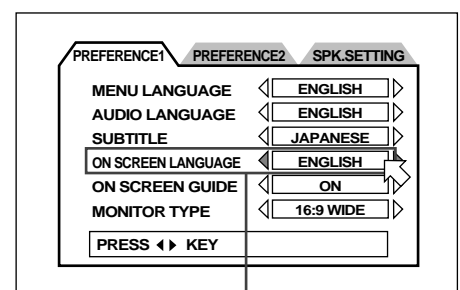 PREFERENCE1 PREFERENCE2 SPK.SETTING
MENU LANGUAGE ENGLISH
AUDIO LANGUAGE ENGLISH
SUBTITLE JAPANESE
ON SCREEN LANGUAGE ENGLISH
ON SCREEN GUIDE ON
MONITOR TYPE 16:9 WIDE
PRESS ◀▶ KEY